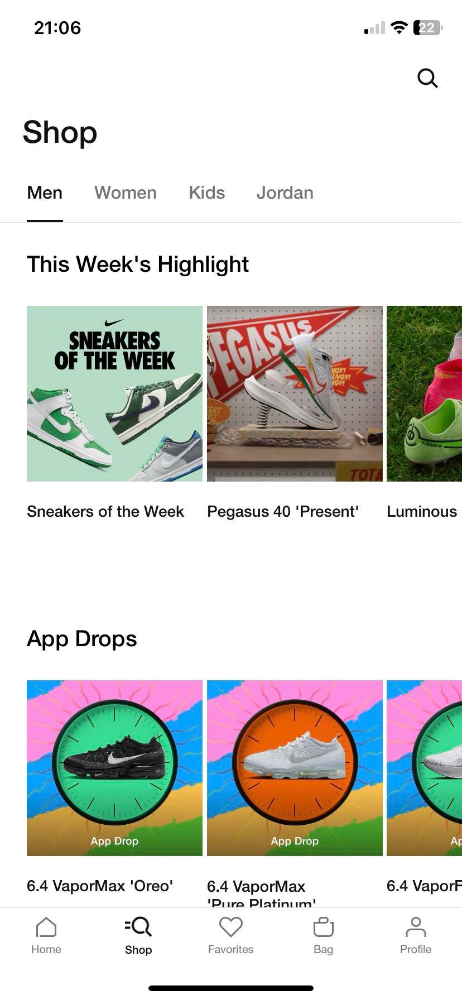 21:06
22
Shop
Men Women Kids Jordan
This Week's Highlight
SNEAKERS
OF THE WEEK
PEGASUS
TIEMPO
TOTA
Sneakers of the Week
Pegasus 40 'Present'
Luminous
App Drops
App Drop
App Drop
Ap
6.4 VaporMax 'Oreo'
6.4 VaporMax
'Pure Platinum'
6.4 VaporF
Home
Shop
Favorites
Bag
Profile